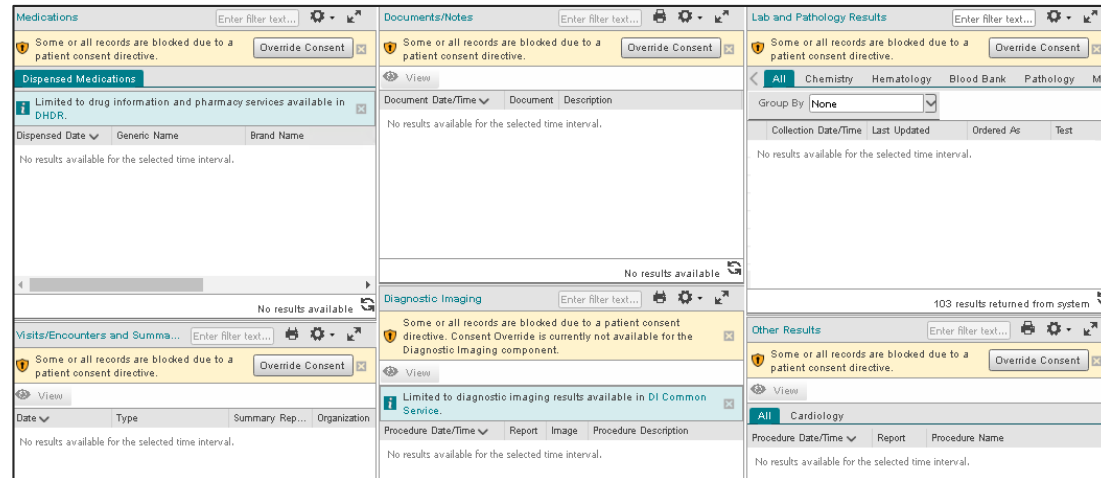 Medications
Enter filter text...
Some or all records are blocked due to a
patient consent directive.
Override Consent
Dispensed Medications
Limited to drug information and pharmacy services available in
DHDR.
Dispensed Date Generic Name Brand Name
No results available for the selected time interval.
No results available
Visits/Encounters and Summa...
Enter filter text...
Some or all records are blocked due to a
patient consent directive.
Override Consent
View
Date Type Summary Rep... Organization
No results available for the selected time interval.
Documents/Notes
Enter filter text...
Some or all records are blocked due to a
patient consent directive.
Override Consent
View
Document Date/Time Document Description
No results available for the selected time interval.
No results available
Diagnostic Imaging
Enter filter text...
Some or all records are blocked due to a patient consent
directive. Consent Override is currently not available for the
Diagnostic Imaging component.
View
Limited to diagnostic imaging results available in DI Common
Service.
Procedure Date/Time Report Image Procedure Description
No results available for the selected time interval.
Lab and Pathology Results
Enter filter text...
Some or all records are blocked due to a
patient consent directive.
Override Consent
All Chemistry Hematology Blood Bank Pathology M
Group By None
Collection Date/Time Last Updated Ordered As Test
No results available for the selected time interval.
103 results returned from system
Other Results
Enter filter text...
Some or all records are blocked due to a
patient consent directive.
Override Consent
View
All Cardiology
Procedure Date/Time Report Procedure Name
No results available for the selected time interval.